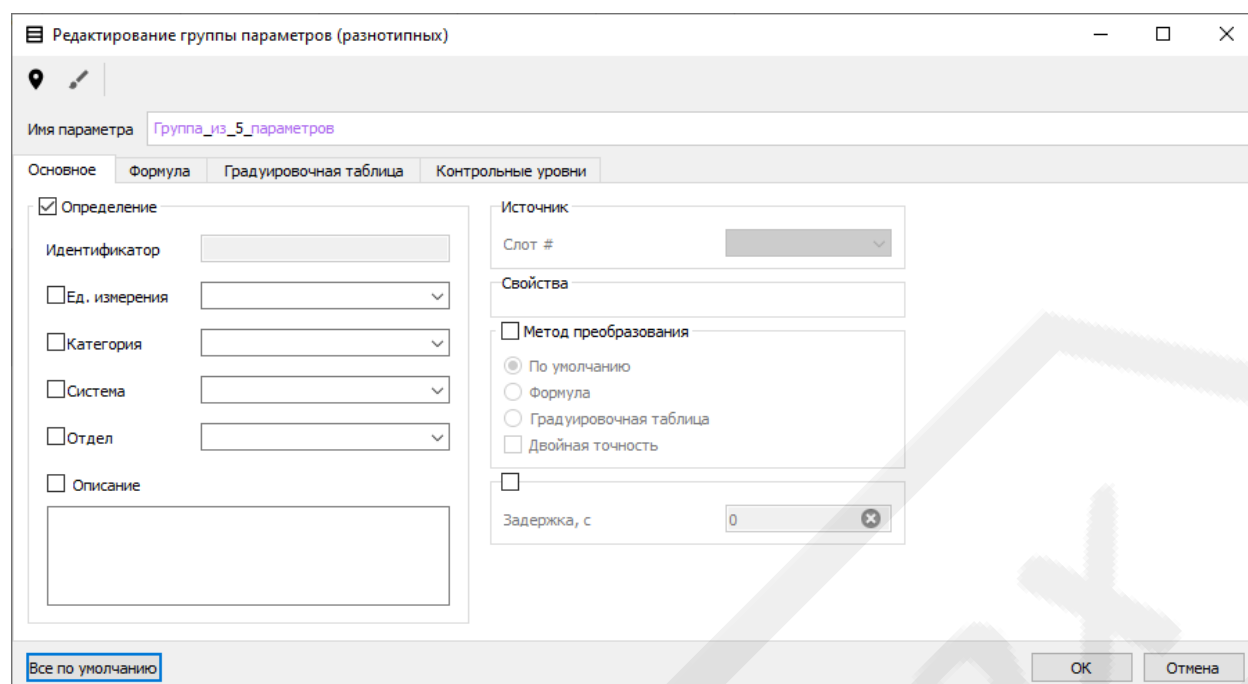 Редактирование группы параметров (разнотипных)
Имя параметра Группа_из_5_параметров
Основное Формула Градуировочная таблица Контрольные уровни
Определение
Идентификатор
Ед. измерения
Категория
Система
Отдел
Описание
Источник
Слот #
Свойства
Метод преобразования
По умолчанию
Формула
Градуировочная таблица
Двойная точность
Задержка, с 0
Все по умолчанию OK Отмена